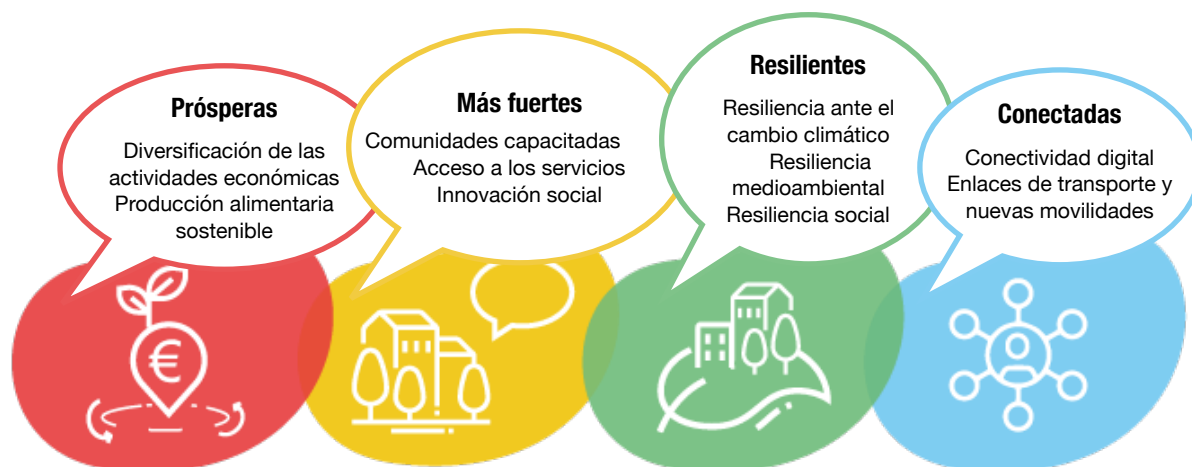 Prósperas
Diversificación de las
actividades económicas
Producción alimentaria
sostenible
€
Más fuertes
Comunidades capacitadas
Acceso a los servicios
Innovación social
Resilientes
Resiliencia ante el
cambio climático
Resiliencia
medioambiental
Resiliencia social
Conectadas
Conectividad digital
Enlaces de transporte y
nuevas movilidades